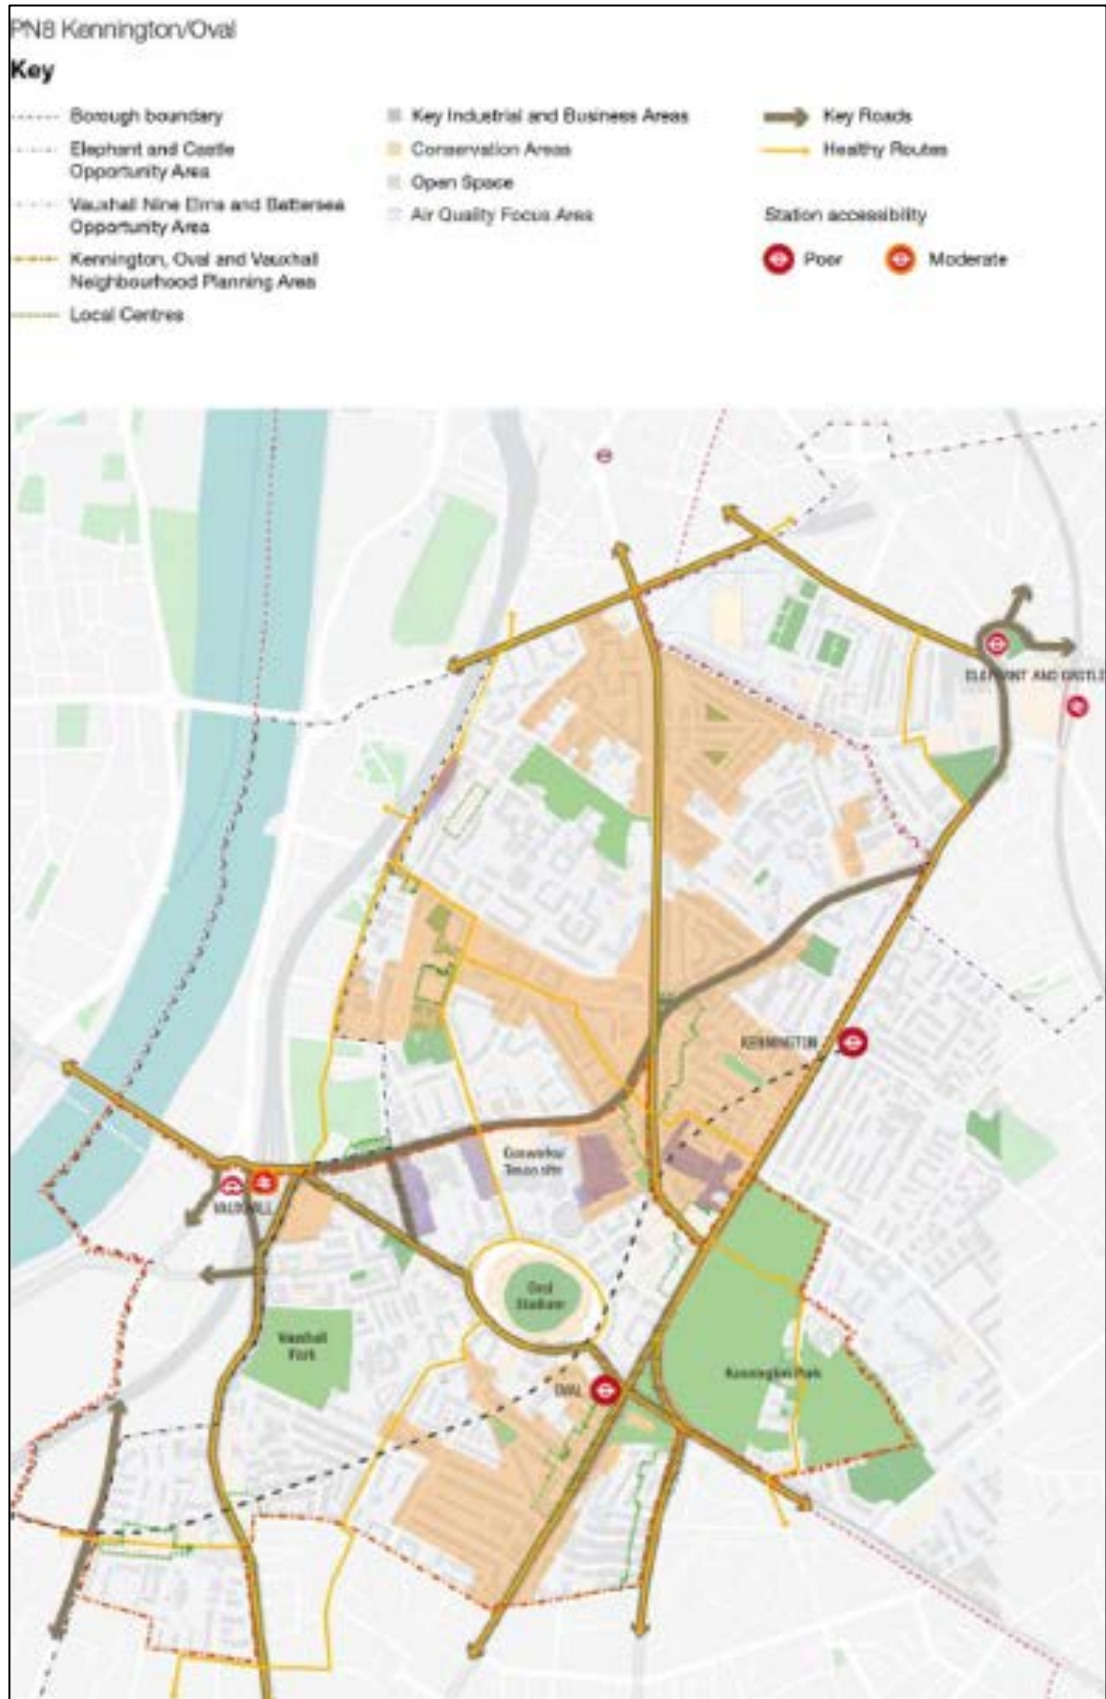 PN8 Kennington/Oval
Key
Borough boundary
Elephant and Castle
Opportunity Area
Vauxhall Nine Elms and Battersea
Opportunity Area
Kennington, Oval and Vauxhall
Neighbourhood Planning Area
Local Centres
Key Industrial and Business Areas
Conservation Areas
Open Space
Air Quality Focus Area
Key Roads
Healthy Routes
Station accessibility
Poor
Moderate
ELEPHANT AND CASTLE
KENNINGTON
Gasworks/
Tesco site
VAUXHALL
Oval
Stadium
Vauxhall
Park
Kennington Park
OVAL